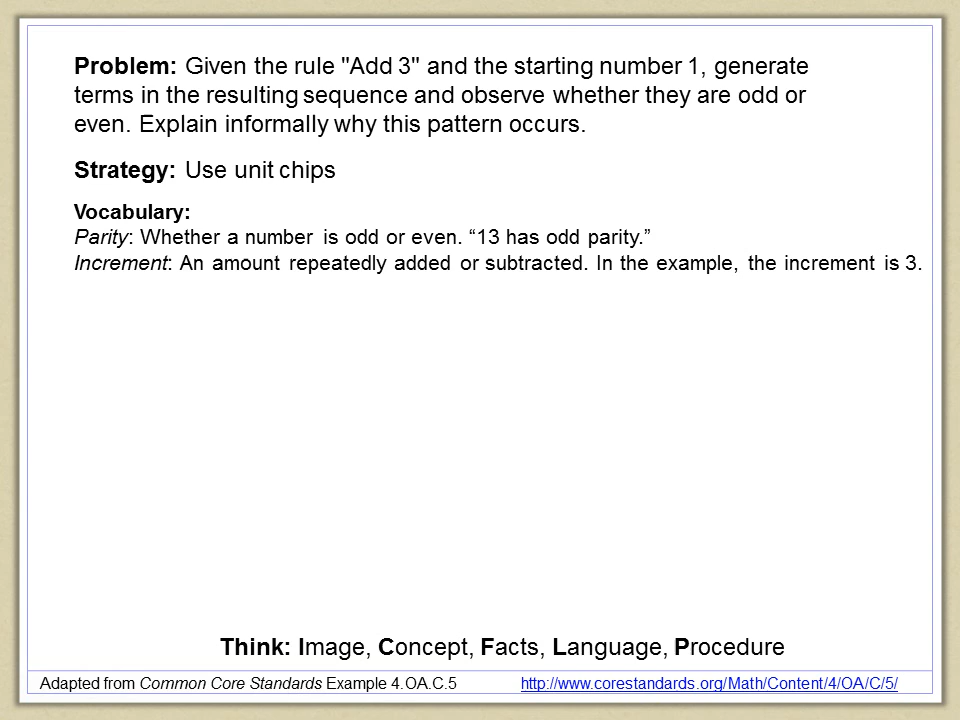 Problem: Given the rule "Add 3" and the starting number 1, generate
terms in the resulting sequence and observe whether they are odd or
even. Explain informally why this pattern occurs.
Strategy: Use unit chips
Vocabulary:
Parity: Whether a number is odd or even. “13 has odd parity.”
Increment: An amount repeatedly added or subtracted. In the example, the increment is 3.
Think: Image, Concept, Facts, Language, Procedure
Adapted from Common Core Standards Example 4.OA.C.5 http://www.corestandards.org/Math/Content/4/OA/C/5/